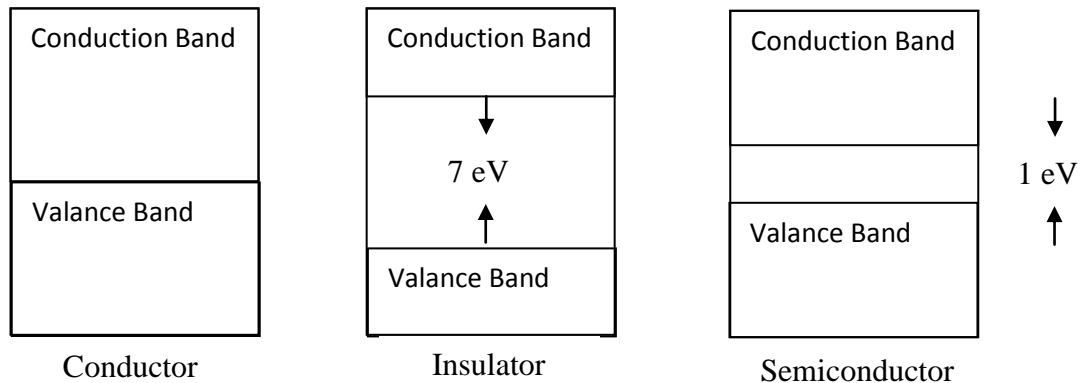 Conduction Band
Valance Band
Conductor
Conduction Band
7 eV
Valance Band
Insulator
Conduction Band
1 eV
Valance Band
Semiconductor